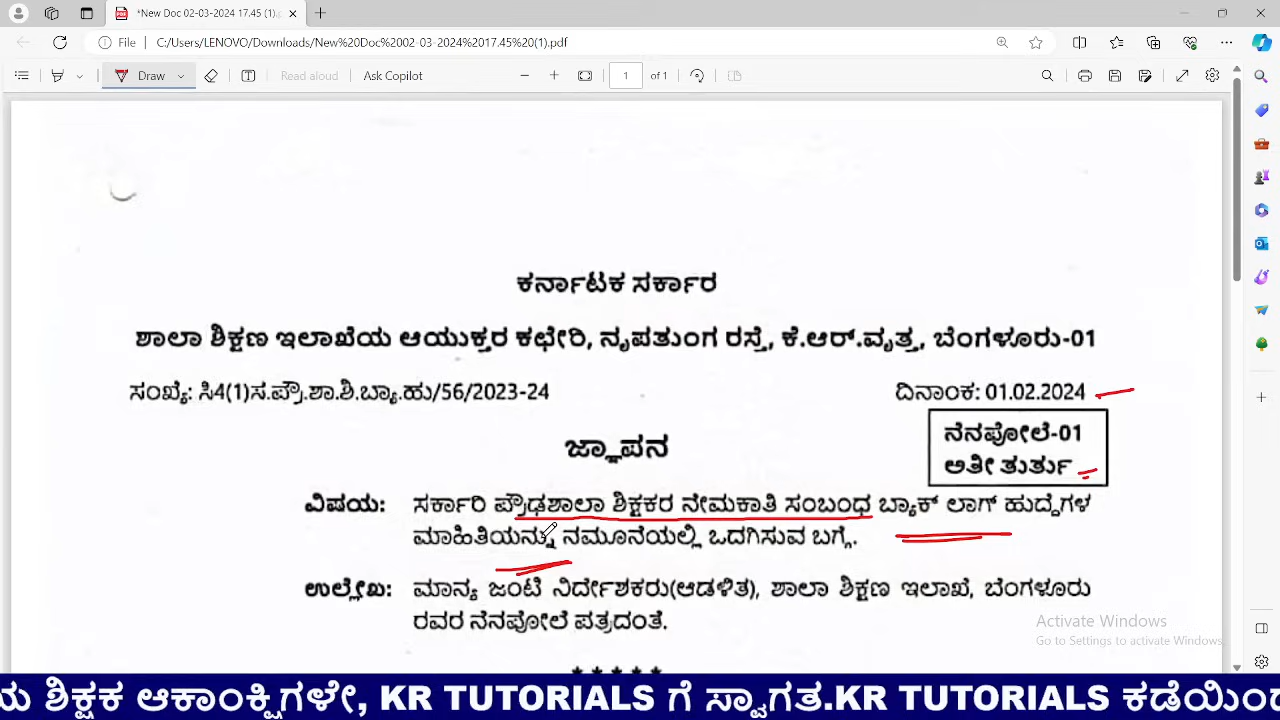 *New Doc 02-03-2024 17.45 (1).p
File C:/Users/LENOVO/Downloads/New%20Doc%2002-03-2024%2017.45%20(1).pdf
Draw Read aloud Ask Copilot 1 of 1
ಕರ್ನಾಟಕ ಸರ್ಕಾರ
ಶಾಲಾ ಶಿಕ್ಷಣ ಇಲಾಖೆಯ ಆಯುಕ್ತರ ಕಛೇರಿ, ನೃಪತುಂಗ ರಸ್ತೆ, ಕೆ.ಆರ್.ವೃತ್ತ, ಬೆಂಗಳೂರು-01
ಸಂಖ್ಯೆ: ಸಿ4(1)ಸ.ಪ್ರೌ.ಶಾ.ಶಿ.ಬ್ಯಾ.ಹು/56/2023-24 ದಿನಾಂಕ: 01.02.2024
ನೆನಪೋಲೆ-01
ಅತೀ ತುರ್ತು
ಜ್ಞಾಪನ
ವಿಷಯ: ಸರ್ಕಾರಿ ಪ್ರೌಢಶಾಲಾ ಶಿಕ್ಷಕರ ನೇಮಕಾತಿ ಸಂಬಂಧ ಬ್ಯಾಕ್ ಲಾಗ್ ಹುದ್ದೆಗಳ
ಮಾಹಿತಿಯನ್ನು ನಮೂನೆಯಲ್ಲಿ ಒದಗಿಸುವ ಬಗ್ಗೆ.
ಉಲ್ಲೇಖ: ಮಾನ್ಯ ಜಂಟಿ ನಿರ್ದೇಶಕರು(ಆಡಳಿತ), ಶಾಲಾ ಶಿಕ್ಷಣ ಇಲಾಖೆ, ಬೆಂಗಳೂರು
ರವರ ನೆನಪೋಲೆ ಪತ್ರದಂತೆ.
*****
Activate Windows
Go to Settings to activate Windows.
ಯ ಶಿಕ್ಷಕ ಆಕಾಂಕ್ಷಿಗಳೇ, KR TUTORIALS ಗೆ ಸ್ವಾಗತ.KR TUTORIALS ಕಡೆಯಿಂದ